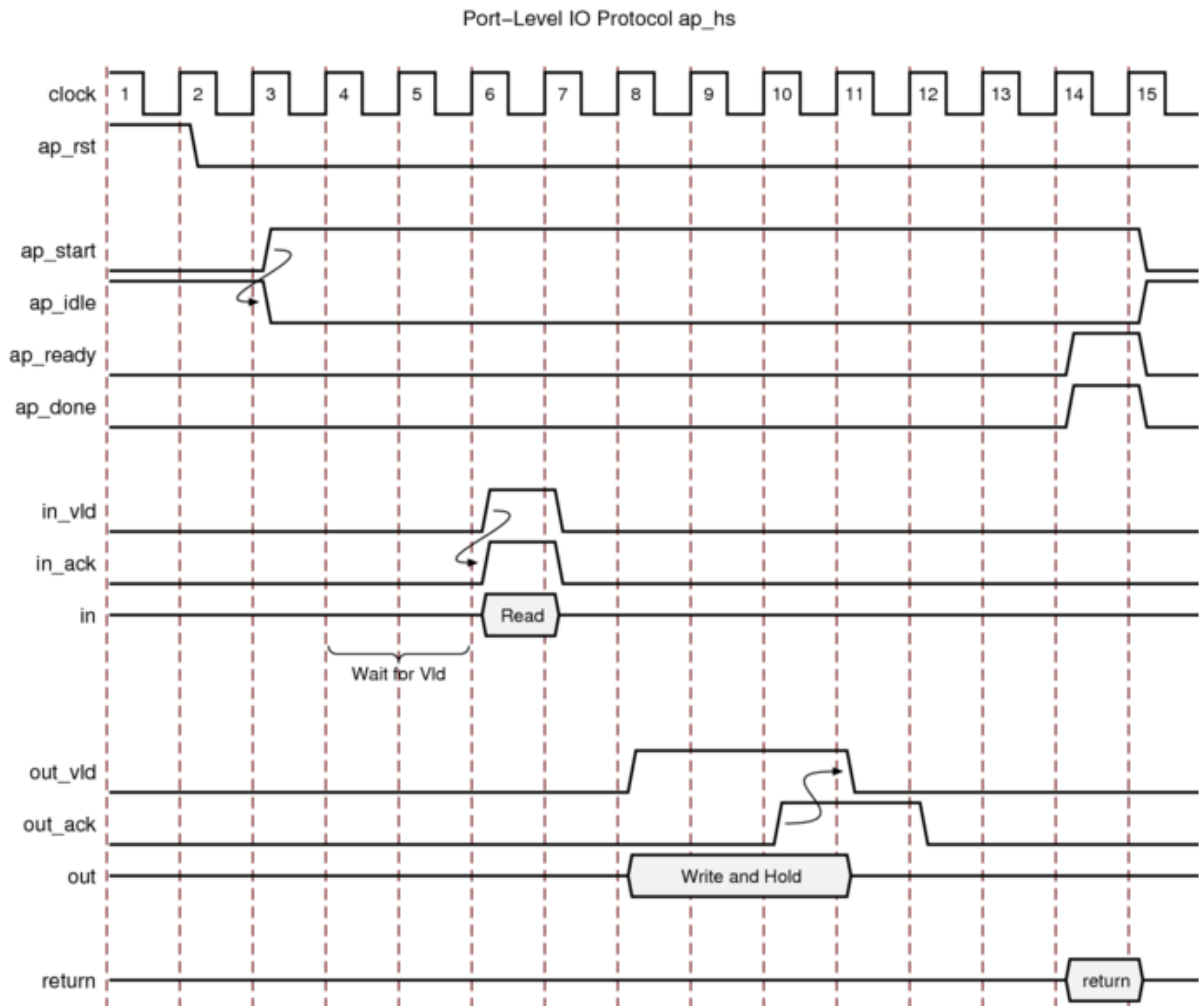 Port-Level IO Protocol ap_hs
clock 1 2 3 4 5 6 7 8 9 10 11 12 13 14 15
ap_rst
ap_start
ap_idle
ap_ready
ap_done
in_vld
in_ack
in Read
Wait for Vld
out_vld
out_ack
out Write and Hold
return return